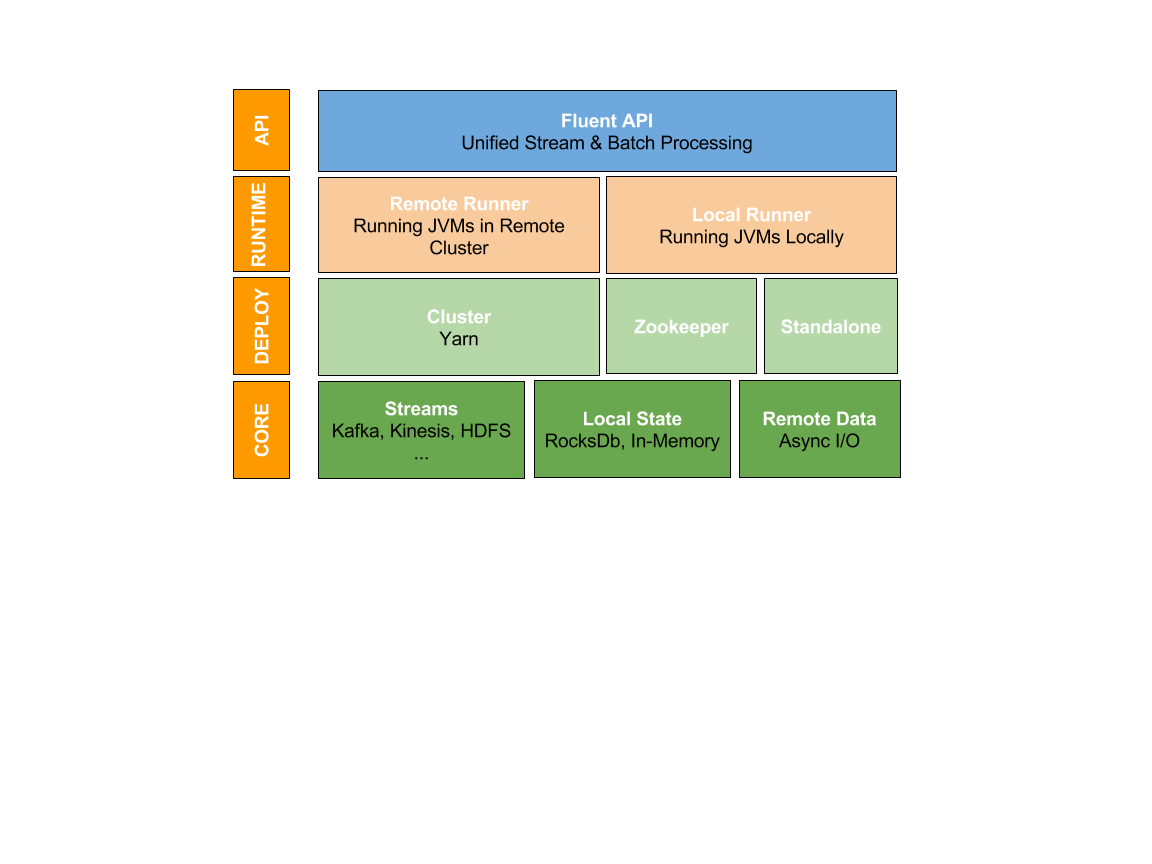 API
Fluent API
Unified Stream & Batch Processing
RUNTIME
Remote Runner
Running JVMs in Remote
Cluster
Local Runner
Running JVMs Locally
DEPLOY
Cluster
Yarn
Zookeeper
Standalone
CORE
Streams
Kafka, Kinesis, HDFS
...
Local State
RocksDb, In-Memory
Remote Data
Async I/O